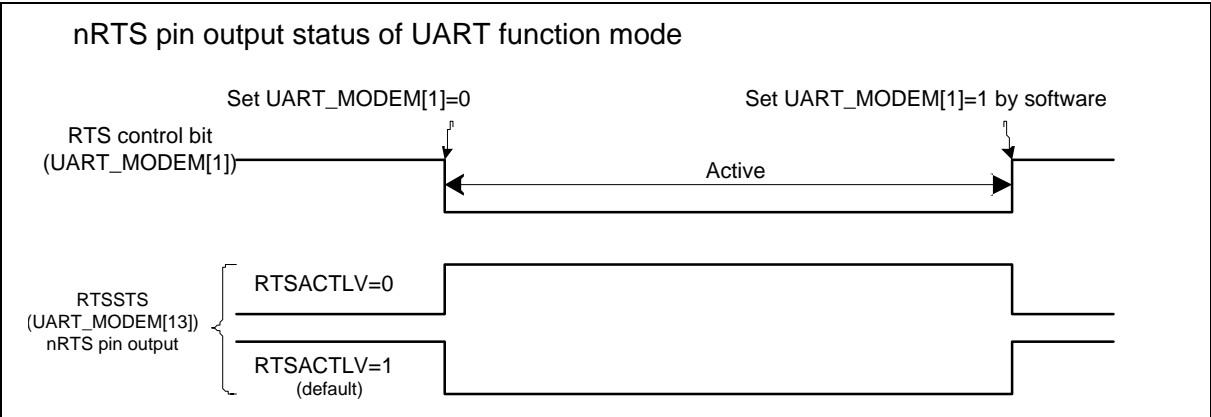 nRTS pin output status of UART function mode
Set UART_MODEM[1]=0
Set UART_MODEM[1]=1 by software
RTS control bit
(UART_MODEM[1])
Active
RTSACTLV=0
RTSSTS
(UART_MODEM[13])
nRTS pin output
RTSACTLV=1
(default)